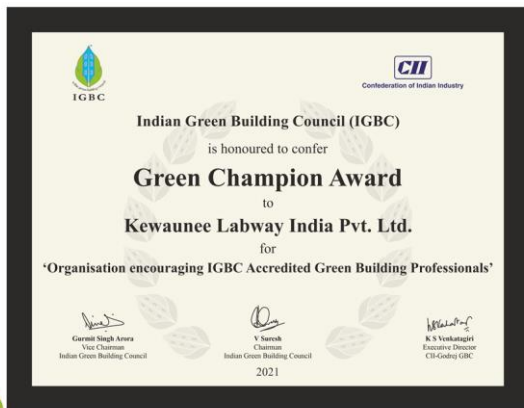 IGBC
CII
Confederation of Indian Industry
Indian Green Building Council (IGBC)
is honoured to confer
Green Champion Award
to
Kewaunee Labway India Pvt. Ltd.
for
‘Organisation encouraging IGBC Accredited Green Building Professionals’
Gurmit Singh Arora
Vice Chairman
Indian Green Building Council
V Suresh
Chairman
Indian Green Building Council
K S Venkatagiri
Executive Director
CII-Godrej GBC
2021